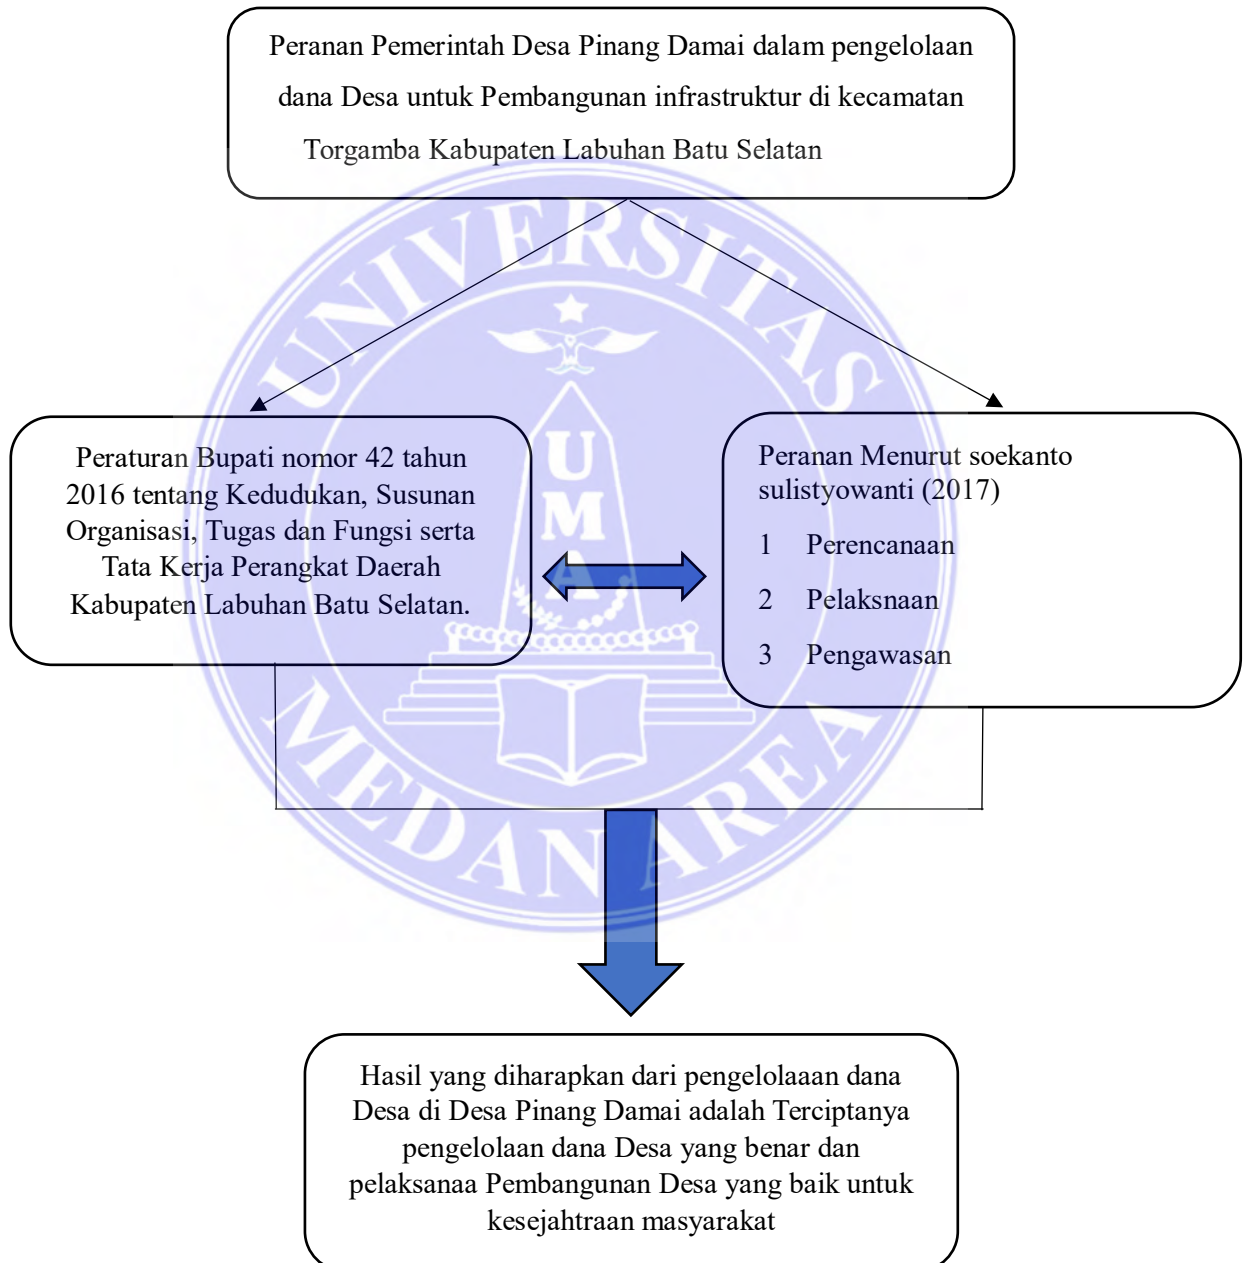 Peranan Pemerintah Desa Pinang Damai dalam pengelolaan
dana Desa untuk Pembangunan infrastruktur di kecamatan
Torgamba Kabupaten Labuhan Batu Selatan
UNIVERSITAS
UMA
MEDAN AREA
Peraturan Bupati nomor 42 tahun
2016 tentang Kedudukan, Susunan
Organisasi, Tugas dan Fungsi serta
Tata Kerja Perangkat Daerah
Kabupaten Labuhan Batu Selatan.
Peranan Menurut soekanto
sulistyowanti (2017)
1 Perencanaan
2 Pelaksnaan
3 Pengawasan
Hasil yang diharapkan dari pengelolaaan dana
Desa di Desa Pinang Damai adalah Terciptanya
pengelolaan dana Desa yang benar dan
pelaksanaa Pembangunan Desa yang baik untuk
kesejahtraan masyarakat